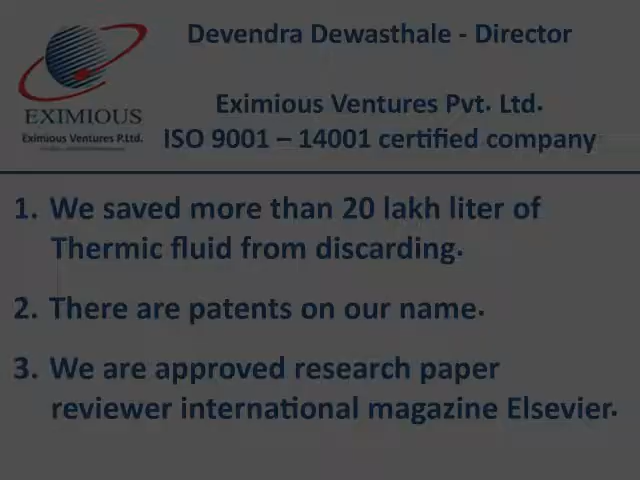 Devendra Dewasthale - Director
EXIMIOUS
Eximious Ventures P.Ltd.
Eximious Ventures Pvt. Ltd.
ISO 9001 – 14001 certified company
1. We saved more than 20 lakh liter of
Thermic fluid from discarding.
2. There are patents on our name.
3. We are approved research paper
reviewer international magazine Elsevier.